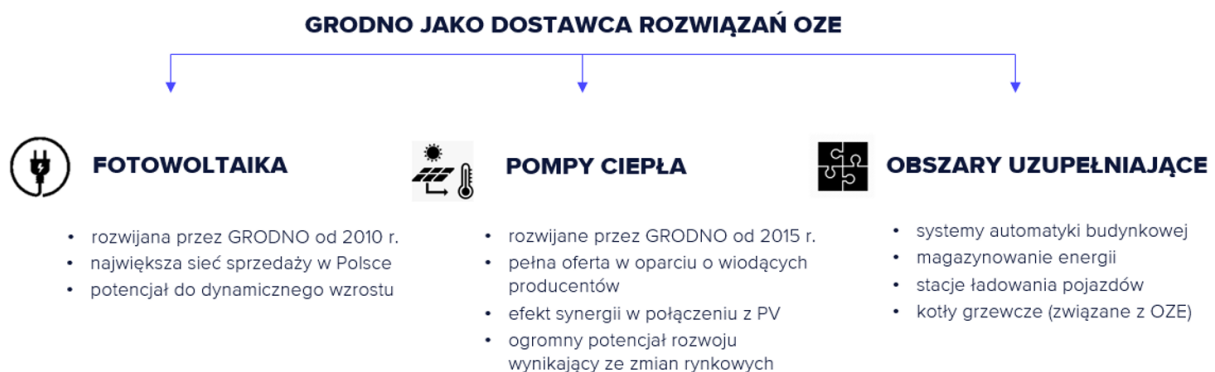 GRODNO JAKO DOSTAWCA ROZWIĄZAŃ OZE
FOTOWOLTAIKA
• rozwijana przez GRODNO od 2010 r.
• największa sieć sprzedaży w Polsce
• potencjał do dynamicznego wzrostu
POMPY CIEPŁA
• rozwijane przez GRODNO od 2015 r.
• pełna oferta w oparciu o wiodących
producentów
• efekt synergii w połączeniu z PV
• ogromny potencjał rozwoju
wynikający ze zmian rynkowych
OBSZARY UZUPEŁNIAJĄCE
• systemy automatyki budynkowej
• magazynowanie energii
• stacje ładowania pojazdów
• kotły grzewcze (związane z OZE)